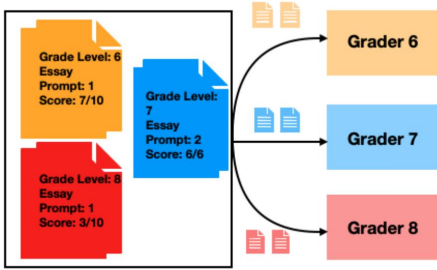 Grade Level: 6
Essay
Prompt: 1
Score: 7/10
Grade Level:
7
Essay
Prompt: 2
Score: 6/6
Grade Level: 8
Essay
Prompt: 1
Score: 3/10
Grader 6
Grader 7
Grader 8